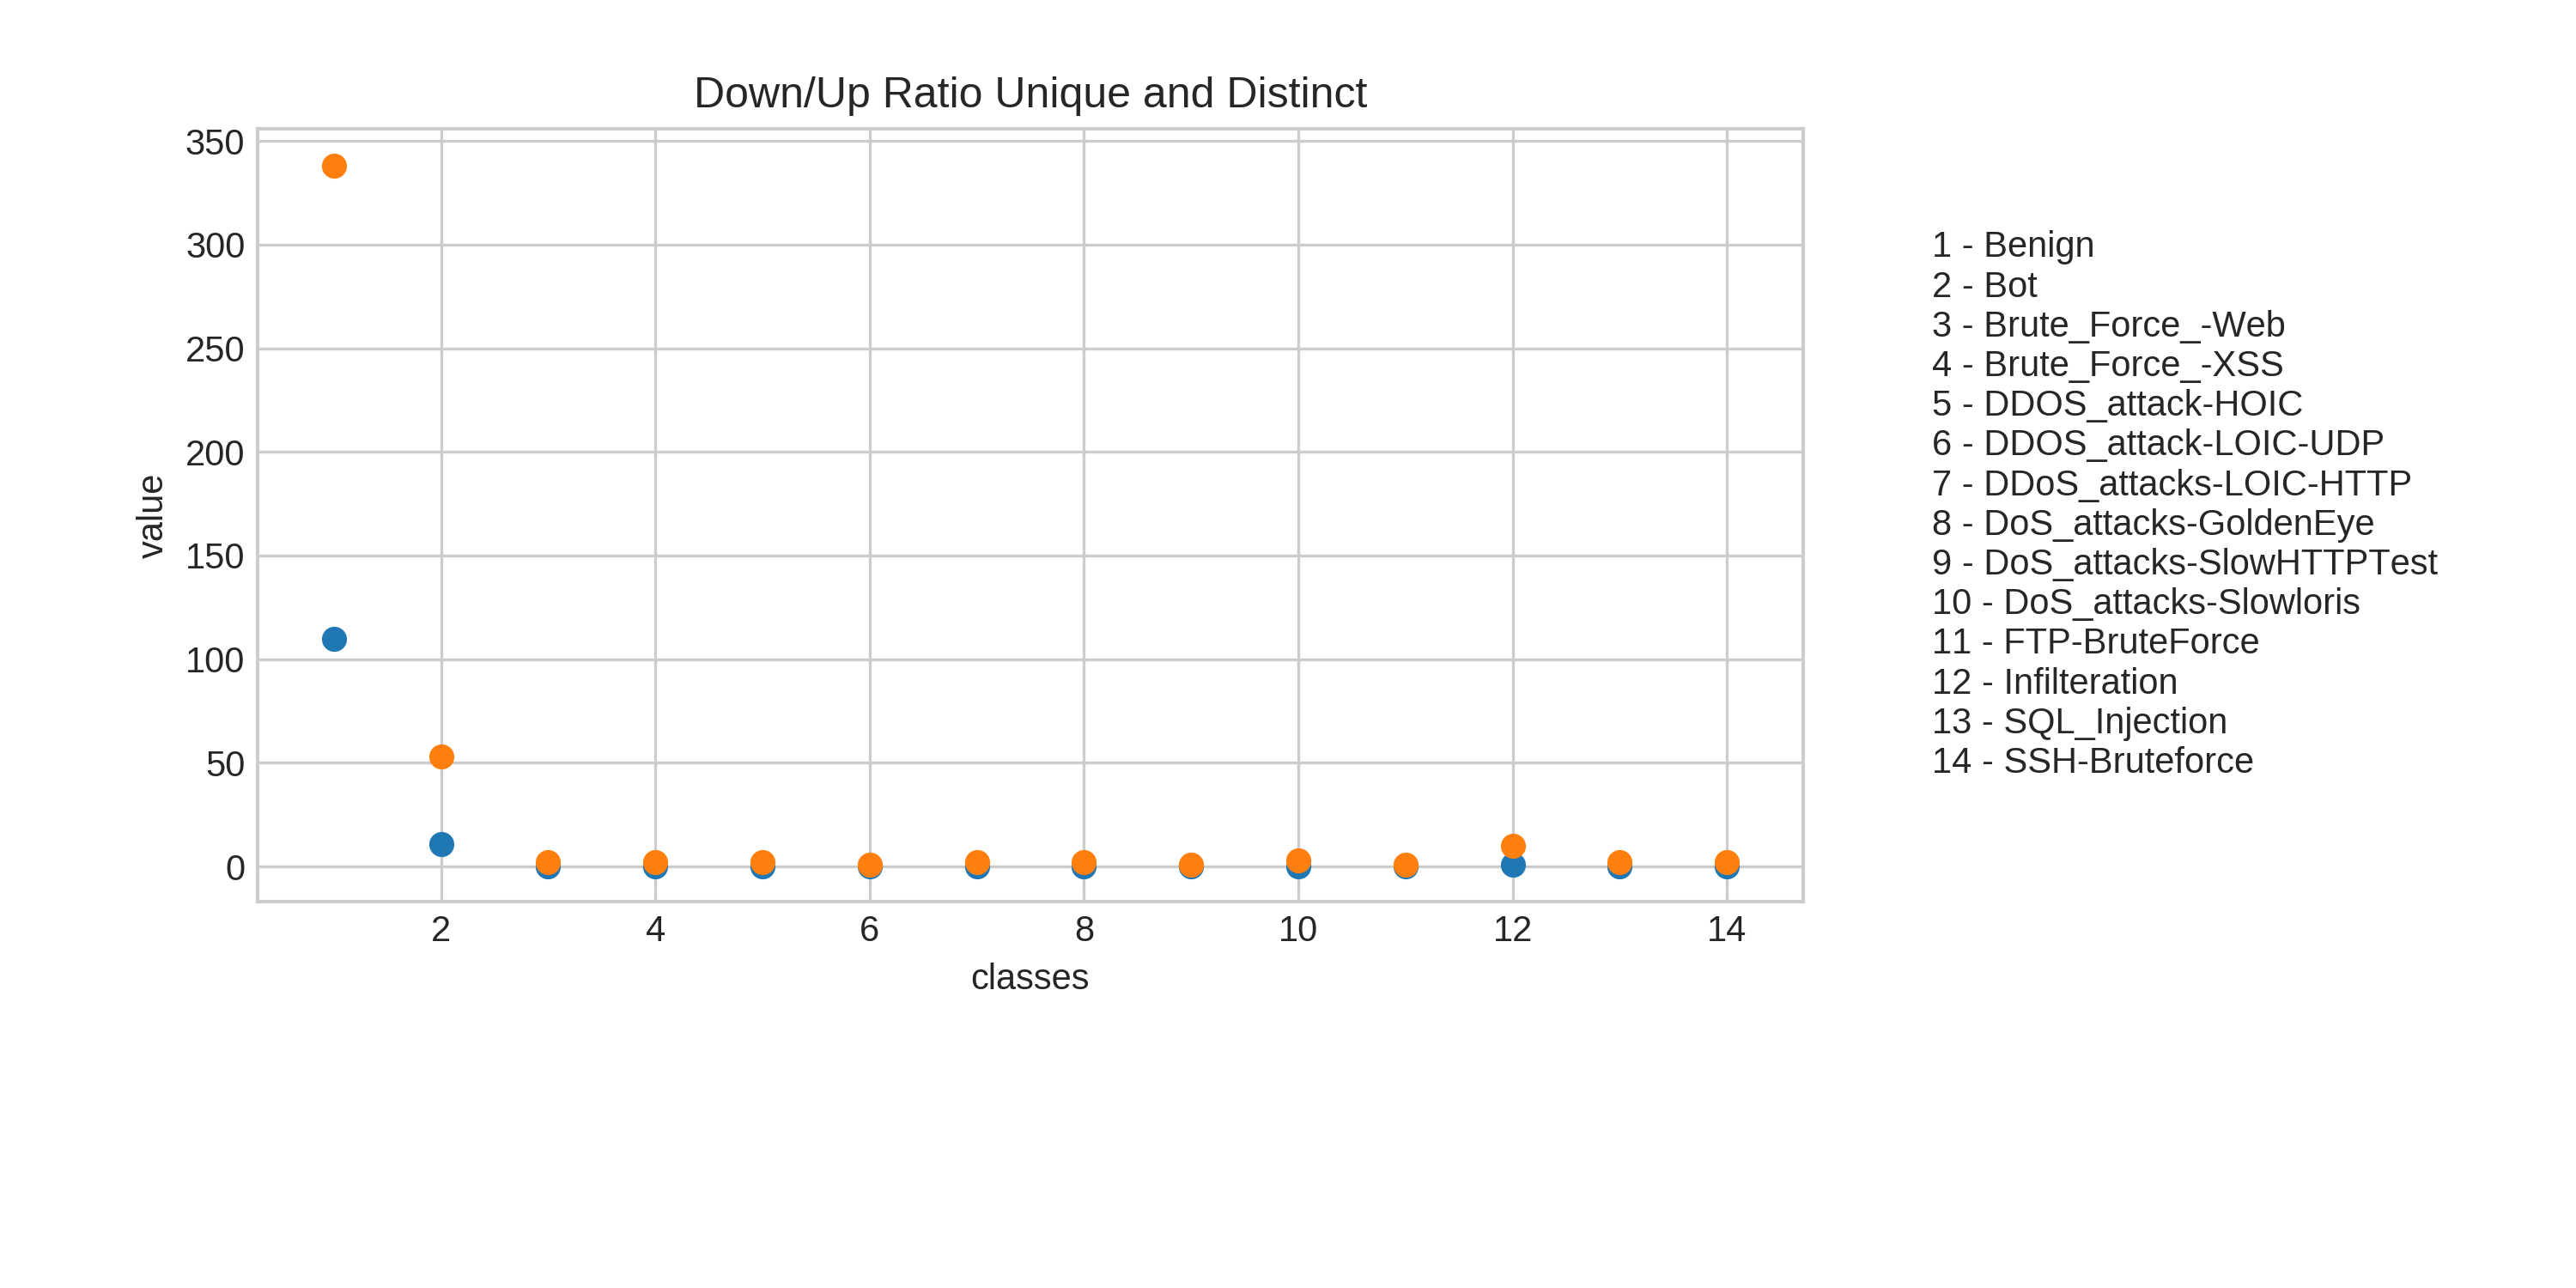 Down/Up Ratio Unique and Distinct
350
300
250
200
150
100
50
0
value
2 4 6 8 10 12 14
classes
1 - Benign
2 - Bot
3 - Brute_Force_-Web
4 - Brute_Force_-XSS
5 - DDOS_attack-HOIC
6 - DDOS_attack-LOIC-UDP
7 - DDoS_attacks-LOIC-HTTP
8 - DoS_attacks-GoldenEye
9 - DoS_attacks-SlowHTTPTest
10 - DoS_attacks-Slowloris
11 - FTP-BruteForce
12 - Infilteration
13 - SQL_Injection
14 - SSH-Bruteforce